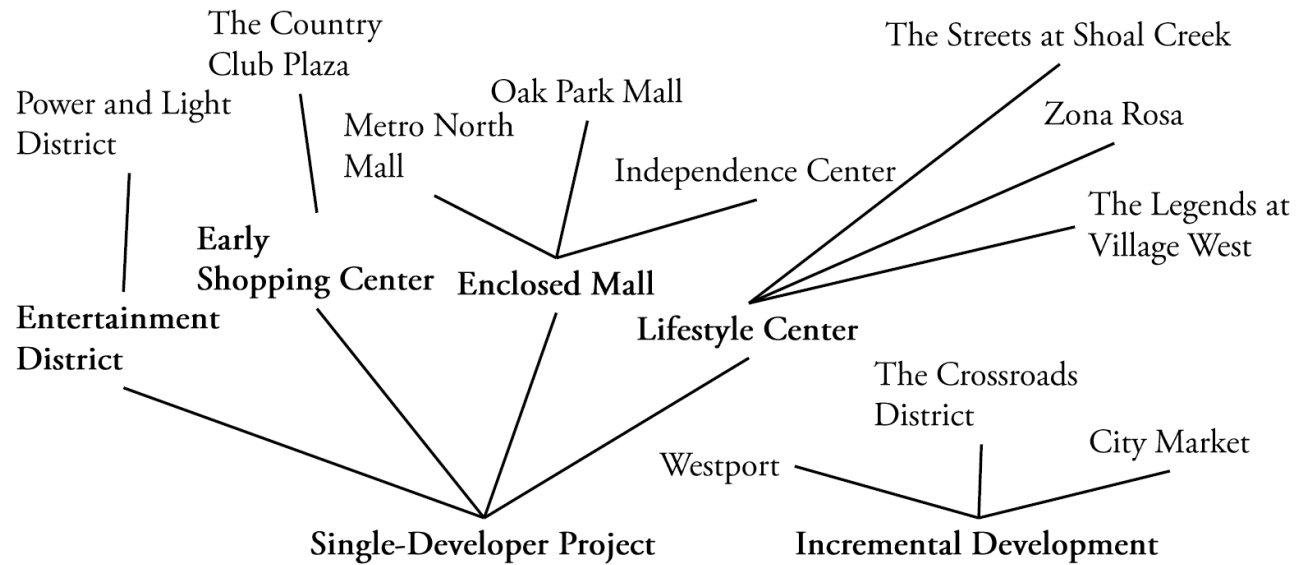 The Country
Club Plaza
The Streets at Shoal Creek
Power and Light
District
Oak Park Mall
Metro North
Mall
Zona Rosa
Independence Center
The Legends at
Village West
Early
Shopping Center
Enclosed Mall
Entertainment
District
Lifestyle Center
The Crossroads
District
City Market
Westport
Single-Developer Project
Incremental Development